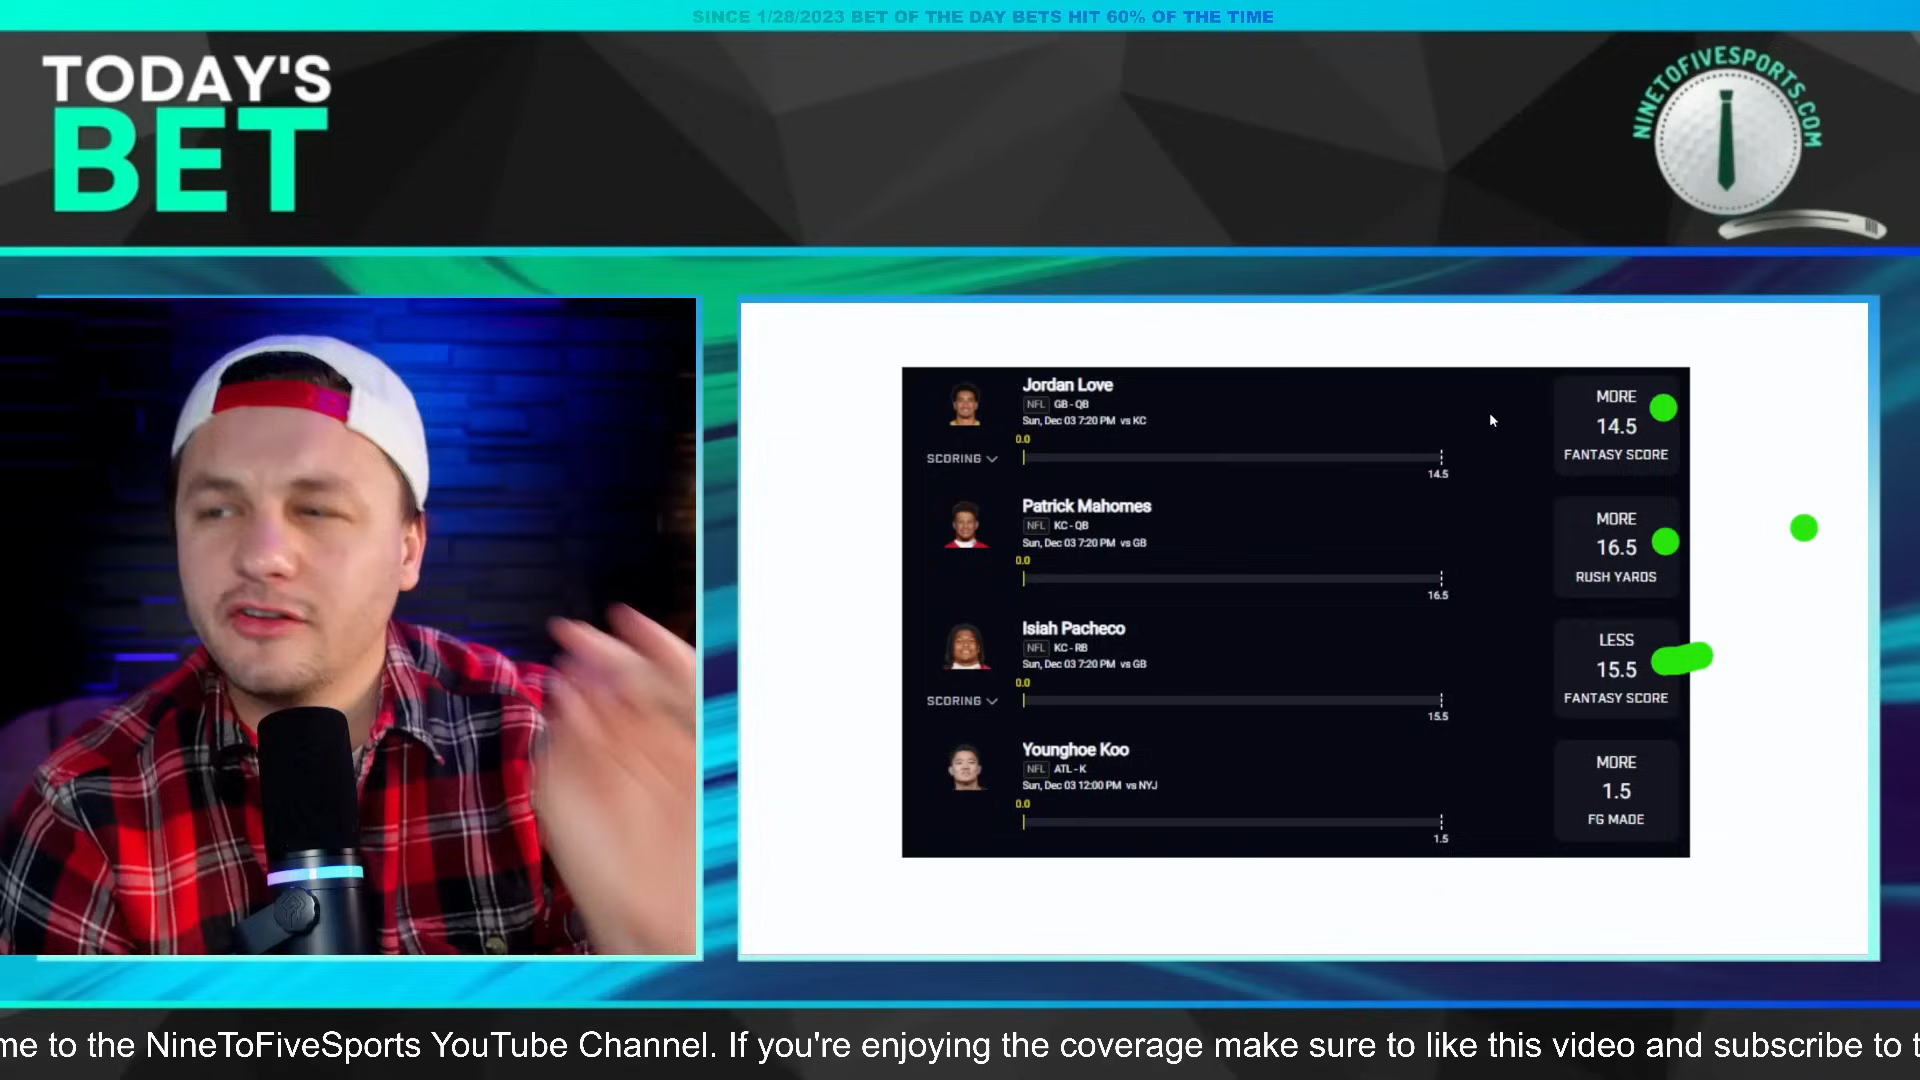 SINCE 1/28/2023 BET OF THE DAY BETS HIT 60% OF THE TIME
TODAY'S
BET
NINETOFIVESPORTS.COM
Jordan Love
NFL GB - QB
Sun, Dec 03 7:20 PM vs KC
0.0
SCORING
14.5
MORE
14.5
FANTASY SCORE
Patrick Mahomes
NFL KC - QB
Sun, Dec 03 7:20 PM vs GB
0.0
16.5
MORE
16.5
RUSH YARDS
Isiah Pacheco
NFL KC - RB
Sun, Dec 03 7:20 PM vs GB
0.0
SCORING
15.5
LESS
15.5
FANTASY SCORE
Younghoe Koo
NFL ATL - K
Sun, Dec 03 12:00 PM vs NYJ
0.0
1.5
MORE
1.5
FG MADE
me to the NineToFiveSports YouTube Channel. If you're enjoying the coverage make sure to like this video and subscribe to t